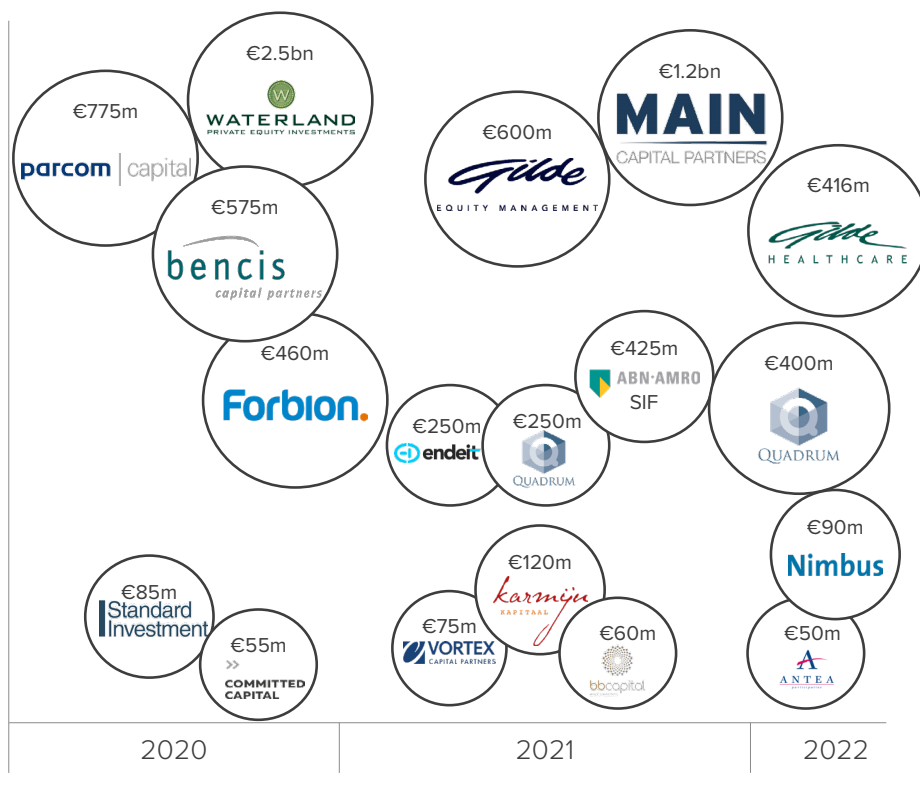 €775m
parcom | capital
€2.5bn
W
WATERLAND
PRIVATE EQUITY INVESTMENTS
€575m
bencis
capital partners
€460m
Forbion.
€85m
Standard
Investment
€55m
COMMITTED
CAPITAL
€600m
Gilde
EQUITY MANAGEMENT
€1.2bn
MAIN
CAPITAL PARTNERS
€250m
endeit
€250m
QUADRUM
€425m
ABN·AMRO
SIF
€75m
VORTEX
CAPITAL PARTNERS
€120m
karmijn
KAPITAAL
€60m
bbcapital
€416m
Gilde
HEALTHCARE
€400m
QUADRUM
€90m
Nimbus
€50m
A
ANTEA
participaties
2020
2021
2022